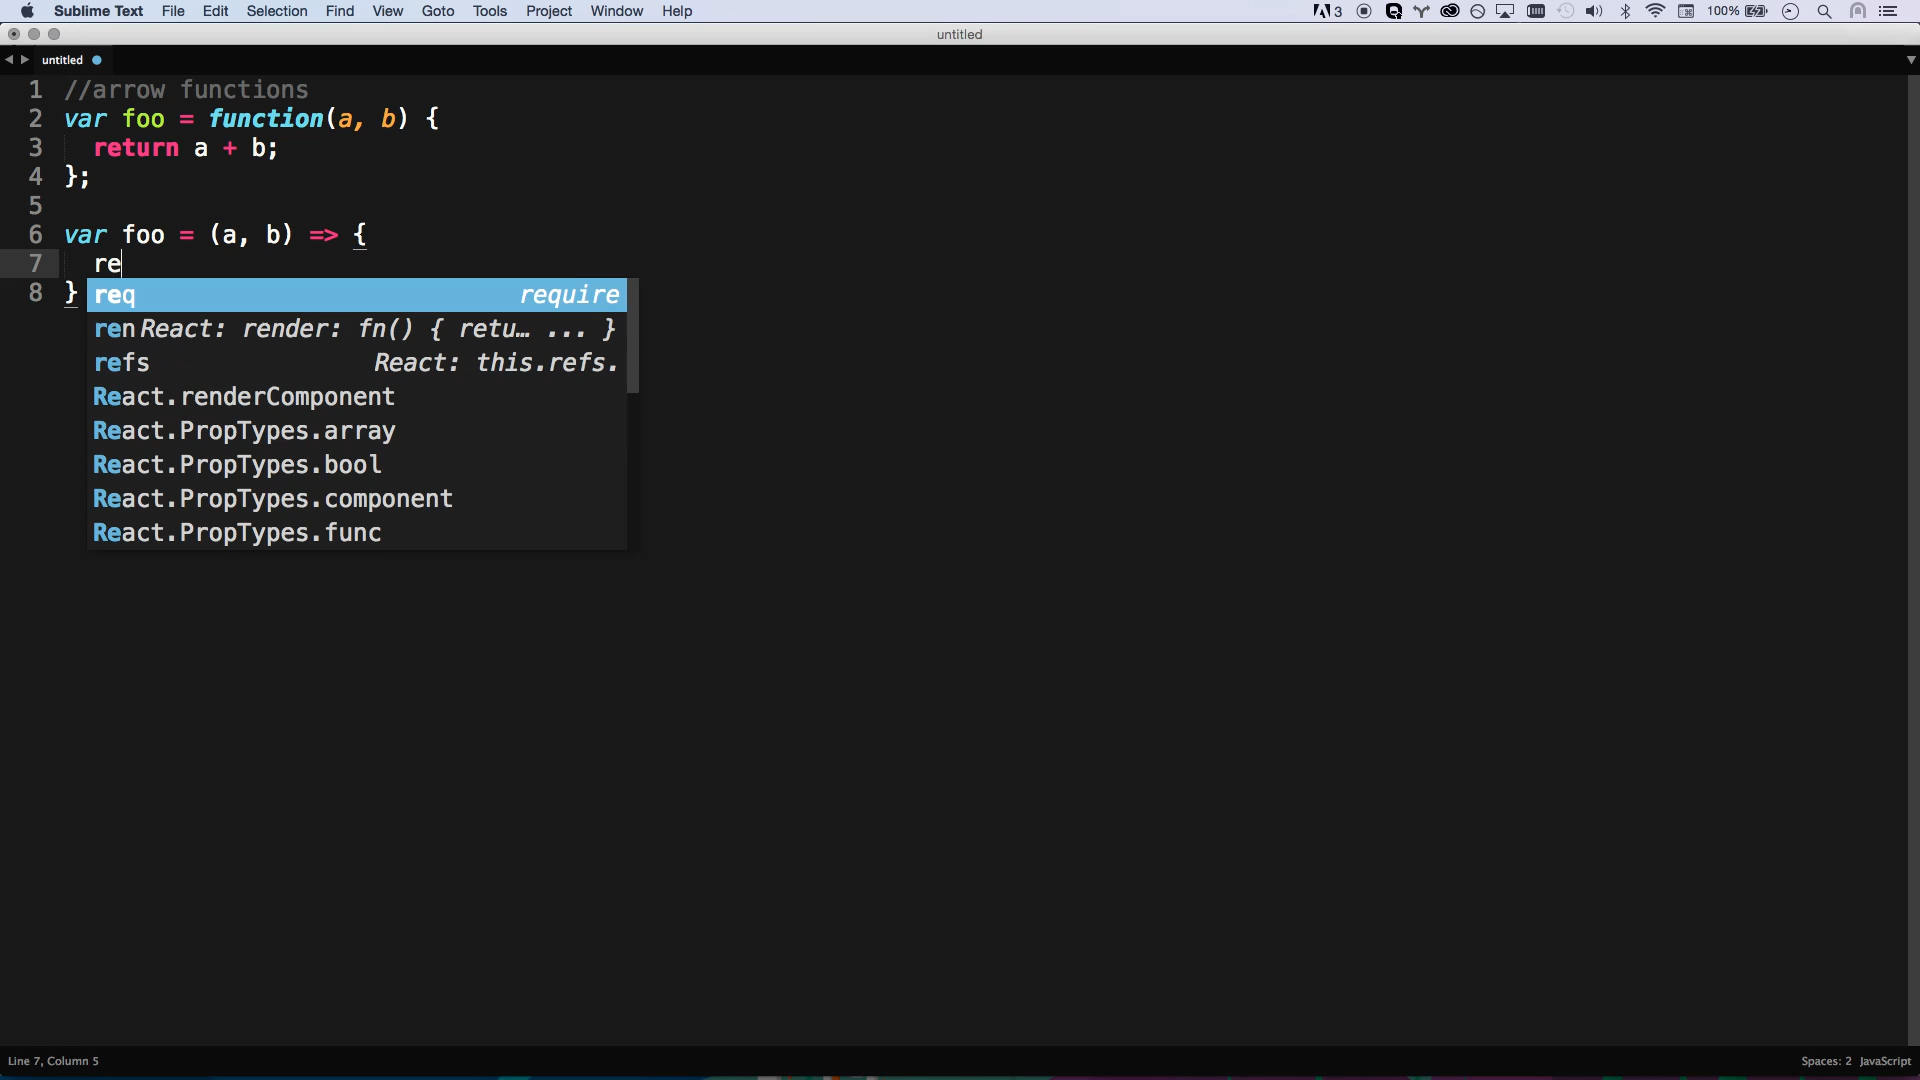 Sublime Text File Edit Selection Find View Goto Tools Project Window Help 3 100%
untitled
untitled
1 //arrow functions
2 var foo = function(a, b) {
3 return a + b;
4 };
5
6 var foo = (a, b) => {
7 re
8 }
req require
ren React: render: fn() { retu… ... }
refs React: this.refs.
React.renderComponent
React.PropTypes.array
React.PropTypes.bool
React.PropTypes.component
React.PropTypes.func
Line 7, Column 5 Spaces: 2 JavaScript